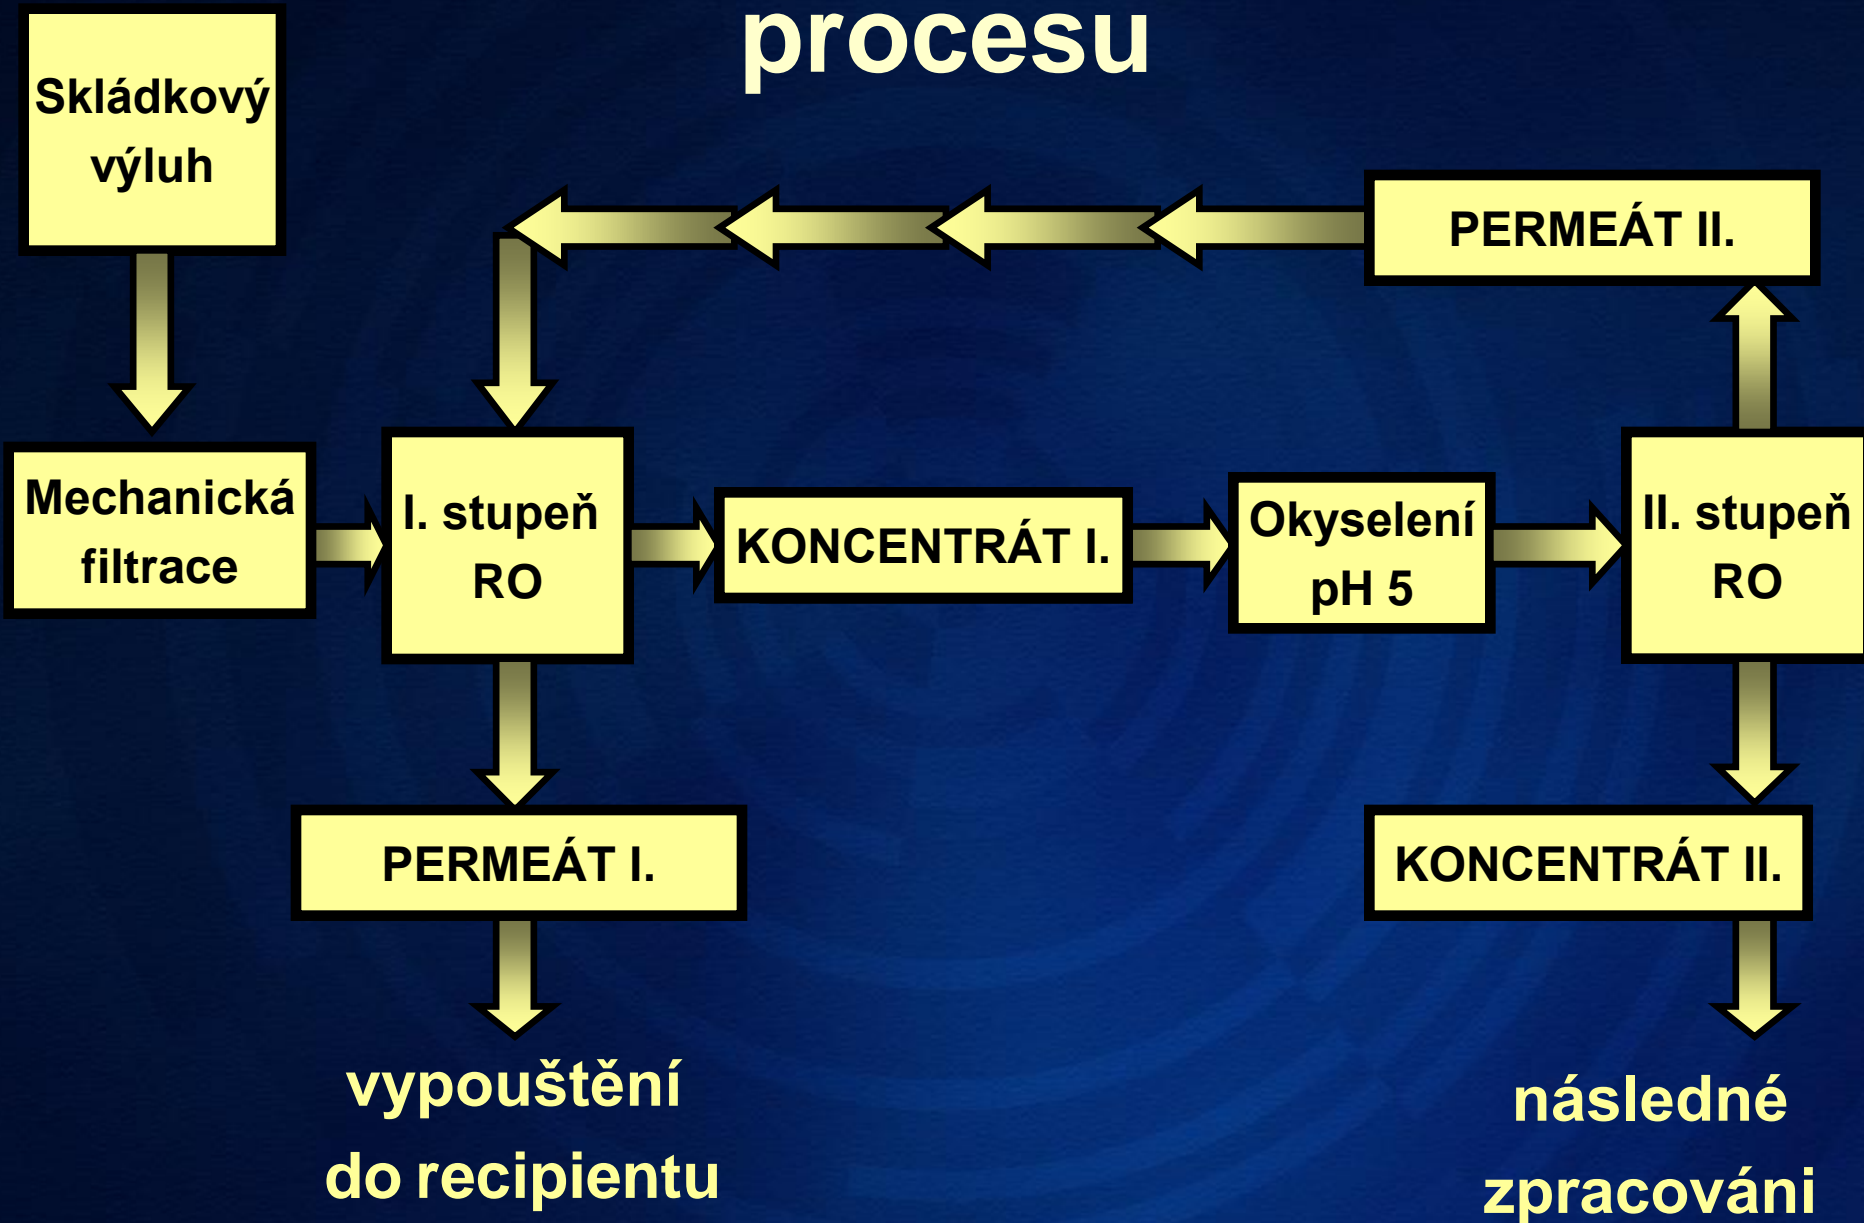 procesu
Skládkový
výluh
PERMEÁT II.
Mechanická
filtrace
I. stupeň
RO
KONCENTRÁT I.
Okyselení
pH 5
II. stupeň
RO
PERMEÁT I.
KONCENTRÁT II.
vypouštění
do recipientu
následné
zpracováni